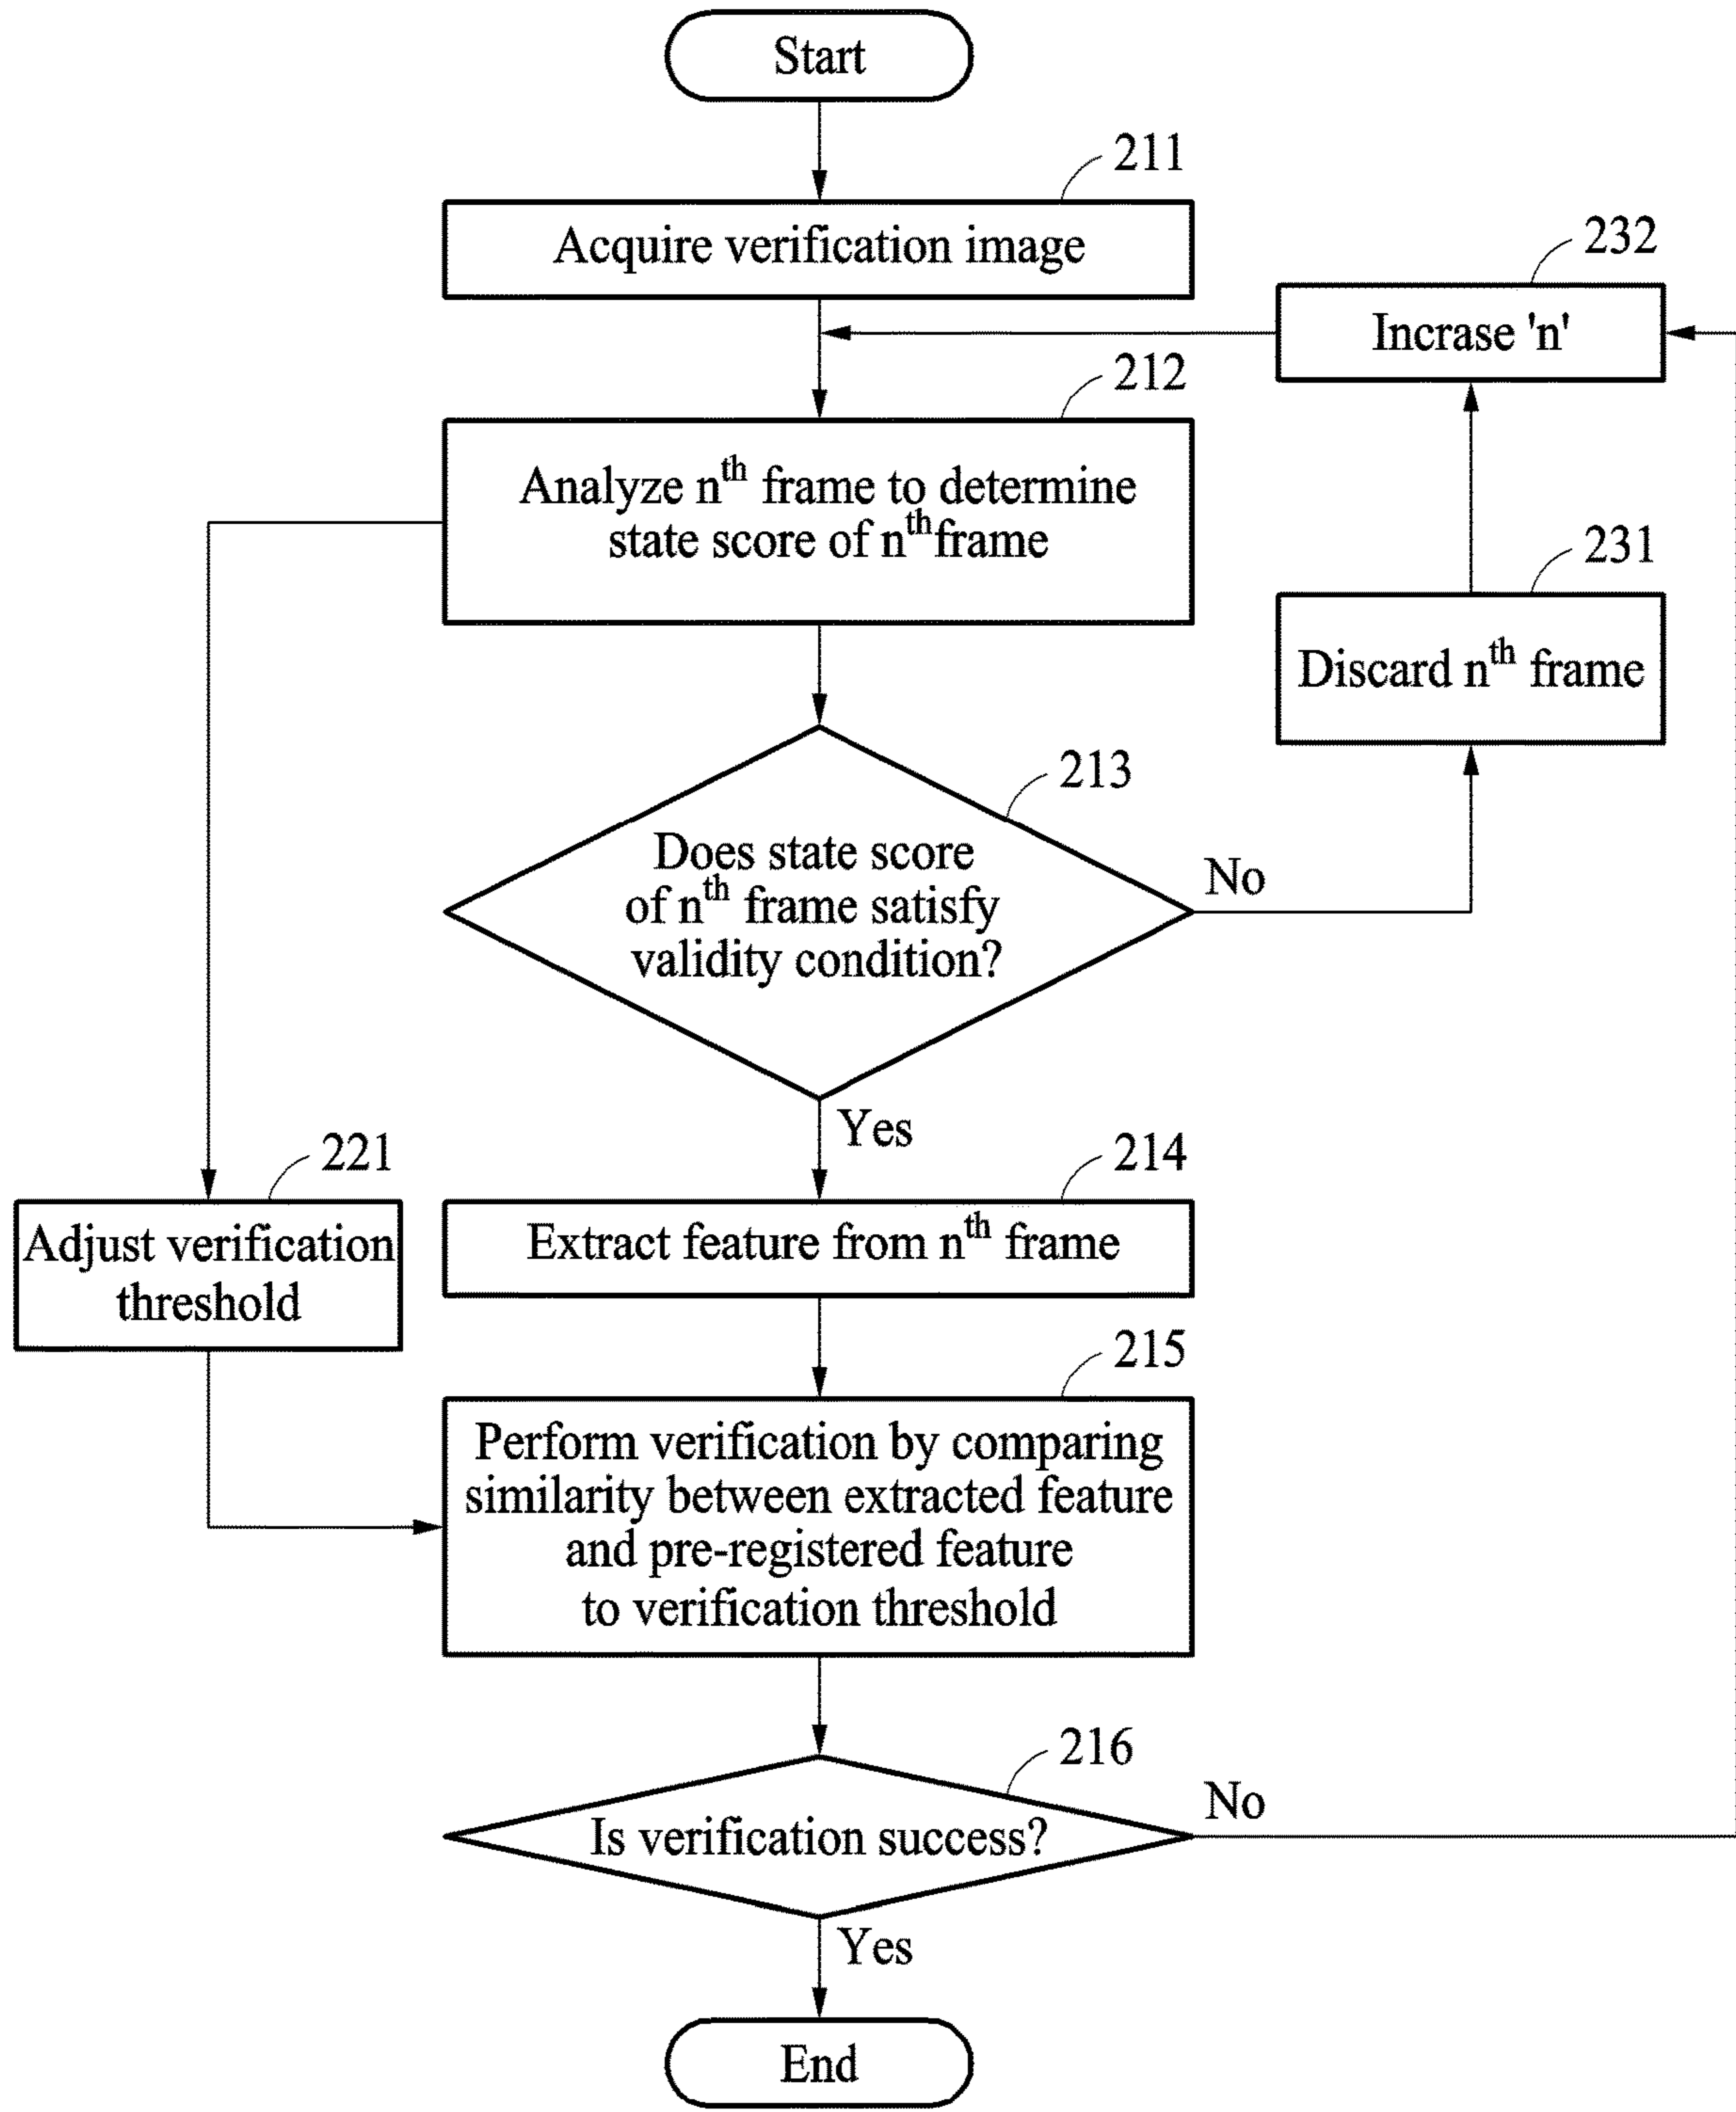 Start
211
Acquire verification image
232
Incrase 'n'
212
Analyze nth frame to determine
state score of nth frame
231
Discard nth frame
213
Does state score
of nth frame satisfy
validity condition?
No
Yes
221
Adjust verification
threshold
214
Extract feature from nth frame
215
Perform verification by comparing
similarity between extracted feature
and pre-registered feature
to verification threshold
216
Is verification success?
No
Yes
End